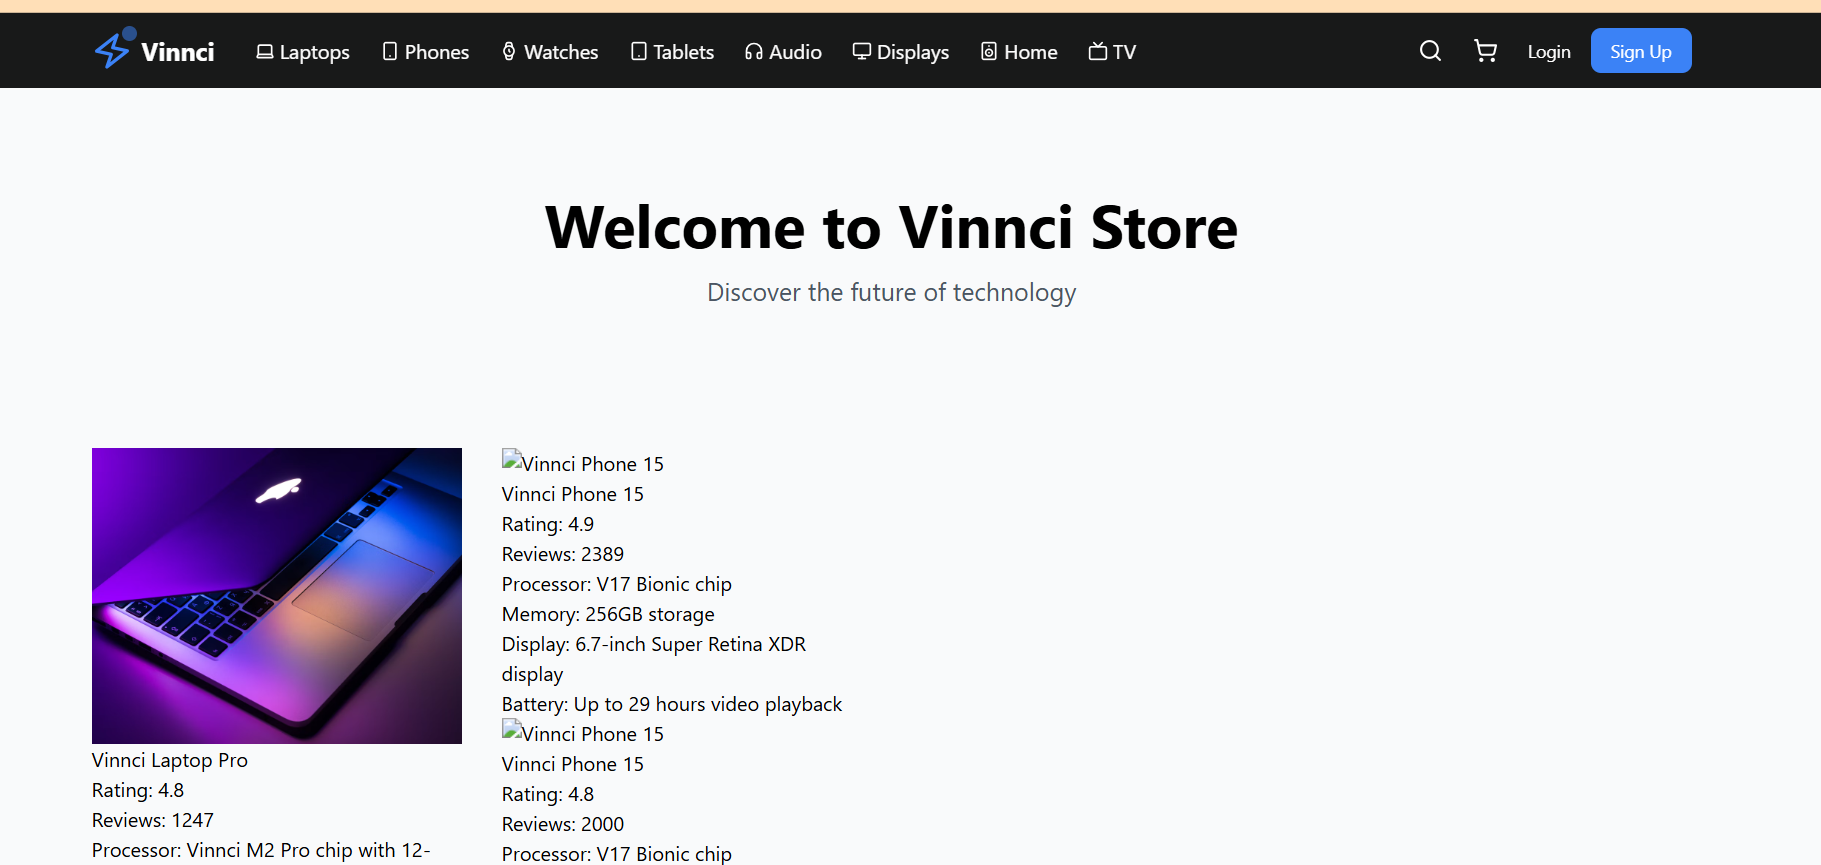 Vinnci
Laptops
Phones
Watches
Tablets
Audio
Displays
Home
TV
Login
Sign Up
Welcome to Vinnci Store
Discover the future of technology
Vinnci Laptop Pro
Rating: 4.8
Reviews: 1247
Processor: Vinnci M2 Pro chip with 12-
Vinnci Phone 15
Vinnci Phone 15
Rating: 4.9
Reviews: 2389
Processor: V17 Bionic chip
Memory: 256GB storage
Display: 6.7-inch Super Retina XDR
display
Battery: Up to 29 hours video playback
Vinnci Phone 15
Vinnci Phone 15
Rating: 4.8
Reviews: 2000
Processor: V17 Bionic chip